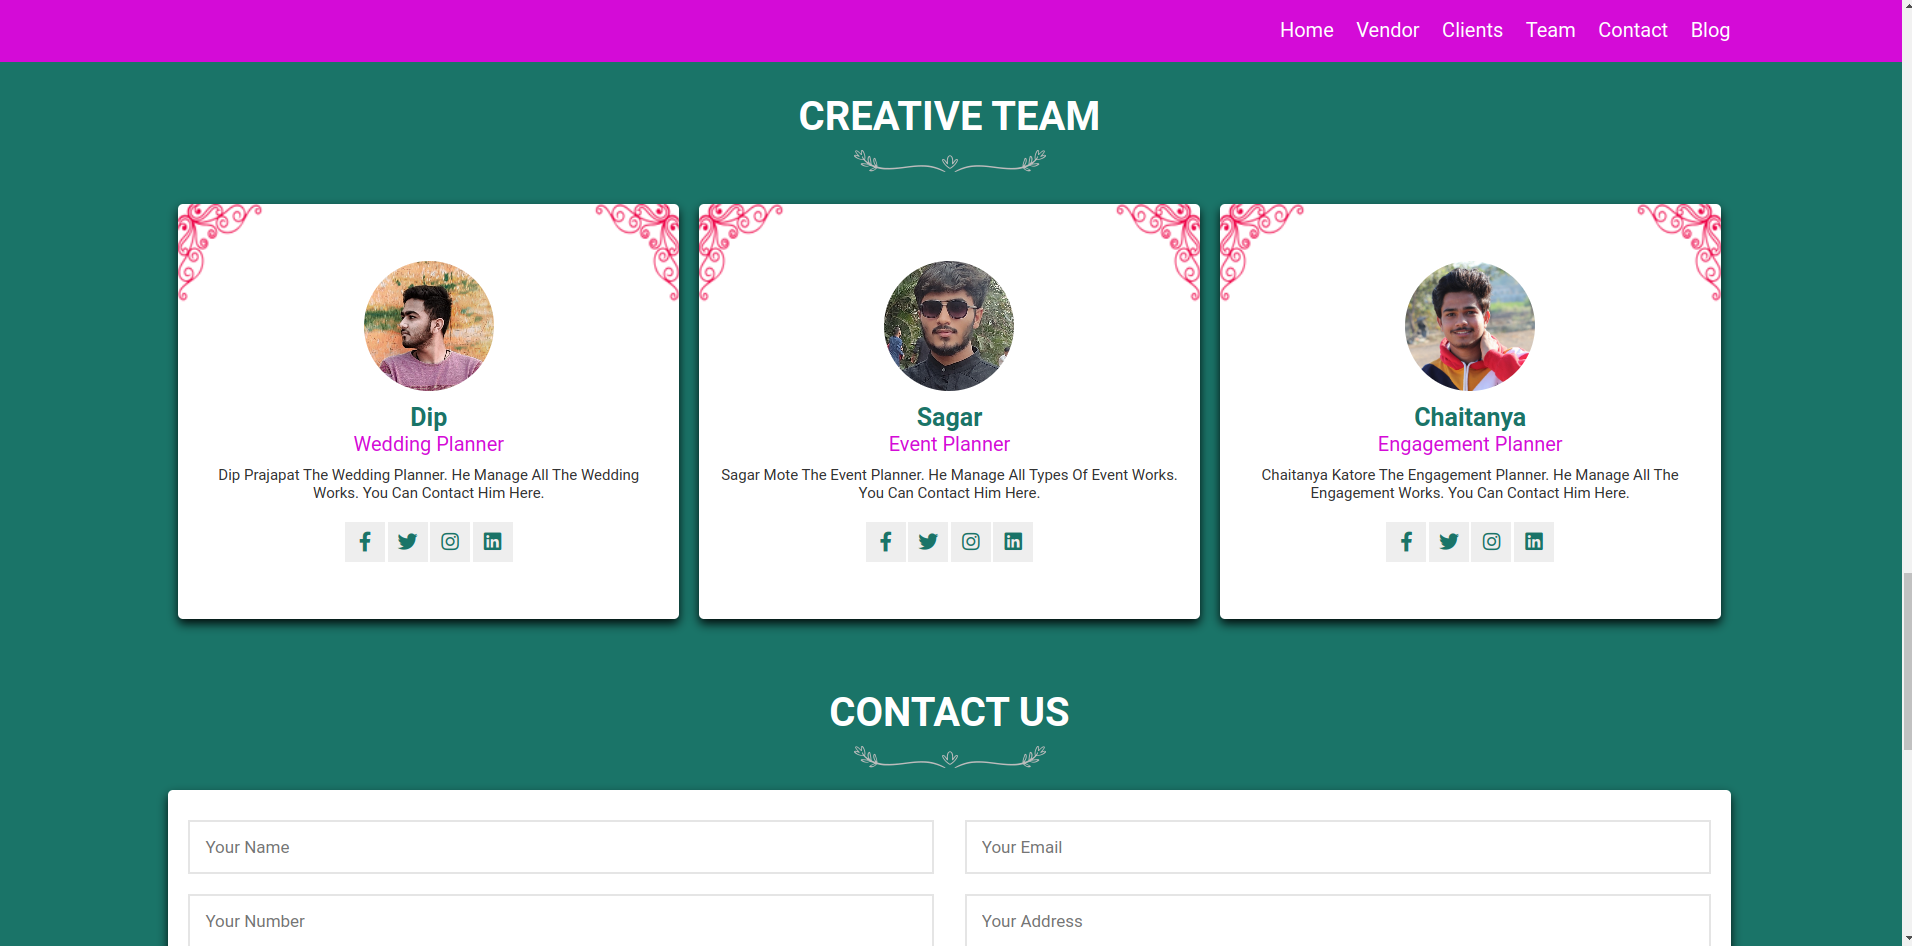 Home Vendor Clients Team Contact Blog
CREATIVE TEAM
Dip
Wedding Planner
Dip Prajapat The Wedding Planner. He Manage All The Wedding
Works. You Can Contact Him Here.
Sagar
Event Planner
Sagar Mote The Event Planner. He Manage All Types Of Event Works.
You Can Contact Him Here.
Chaitanya
Engagement Planner
Chaitanya Katore The Engagement Planner. He Manage All The
Engagement Works. You Can Contact Him Here.
CONTACT US
Your Name
Your Email
Your Number
Your Address